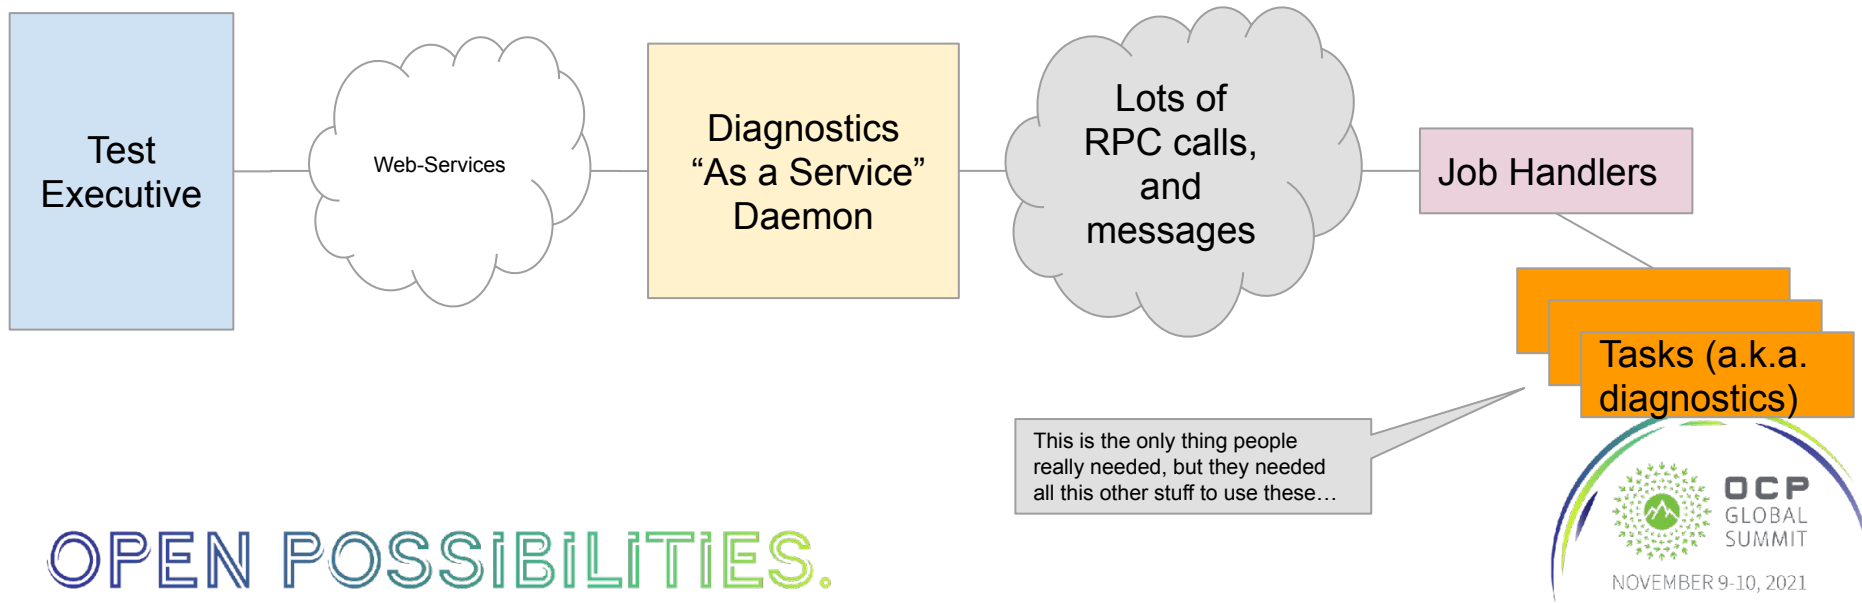 Test
Executive
Web-Services
Diagnostics
“As a Service”
Daemon
Lots of
RPC calls,
and
messages
Job Handlers
Tasks (a.k.a.
diagnostics)
This is the only thing people
really needed, but they needed
all this other stuff to use these…
OPEN POSSIBILITIES.
OCP
GLOBAL
SUMMIT
NOVEMBER 9-10, 2021